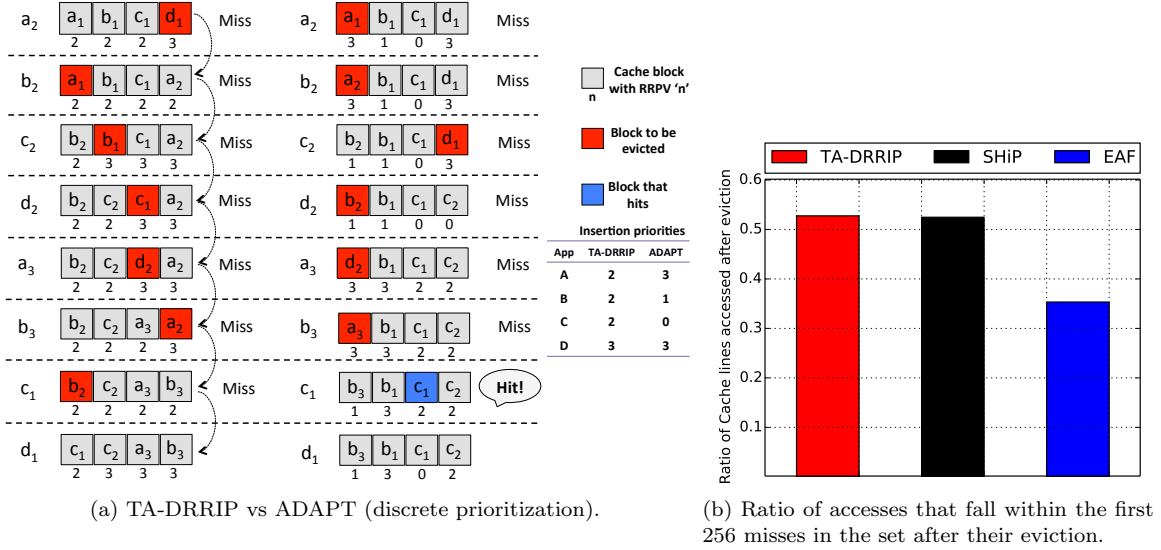 a₂ a₁ b₁ c₁ d₁ Miss a₂ a₁ b₁ c₁ d₁ Miss
2 2 2 3 3 1 0 3
b₂ a₁ b₁ c₁ a₂ Miss b₂ a₂ b₁ c₁ d₁ Miss
2 2 2 2 3 1 0 3
c₂ b₂ b₁ c₁ a₂ Miss c₂ b₂ b₁ c₁ d₁ Miss
2 3 3 3 1 1 0 3
d₂ b₂ c₂ c₁ a₂ Miss d₂ b₂ b₁ c₁ c₂ Miss
2 2 3 3 1 1 0 0
a₃ b₂ c₂ d₂ a₂ Miss a₃ d₂ b₁ c₁ c₂ Miss
2 2 3 3 3 3 2 2
b₃ b₂ c₂ a₃ a₂ Miss b₃ a₃ b₁ c₁ c₂ Miss
2 2 2 3 3 3 2 2
c₁ b₂ c₂ a₃ b₃ Miss c₁ b₃ b₁ c₁ c₂ Hit!
2 2 2 2 1 3 2 2
d₁ c₁ c₂ a₃ b₃ d₁ b₃ b₁ c₁ c₂
2 3 3 3 1 3 0 2
Cache block
n with RRPV ‘n’
Block to be
evicted
Block that
hits
Insertion priorities
App TA-DRRIP ADAPT
A 2 3
B 2 1
C 2 0
D 3 3
(a) TA-DRRIP vs ADAPT (discrete prioritization).
TA-DRRIP SHiP EAF
Ratio of Cache lines accessed after eviction
0.6
0.5
0.4
0.3
0.2
0.1
(b) Ratio of accesses that fall within the first
256 misses in the set after their eviction.